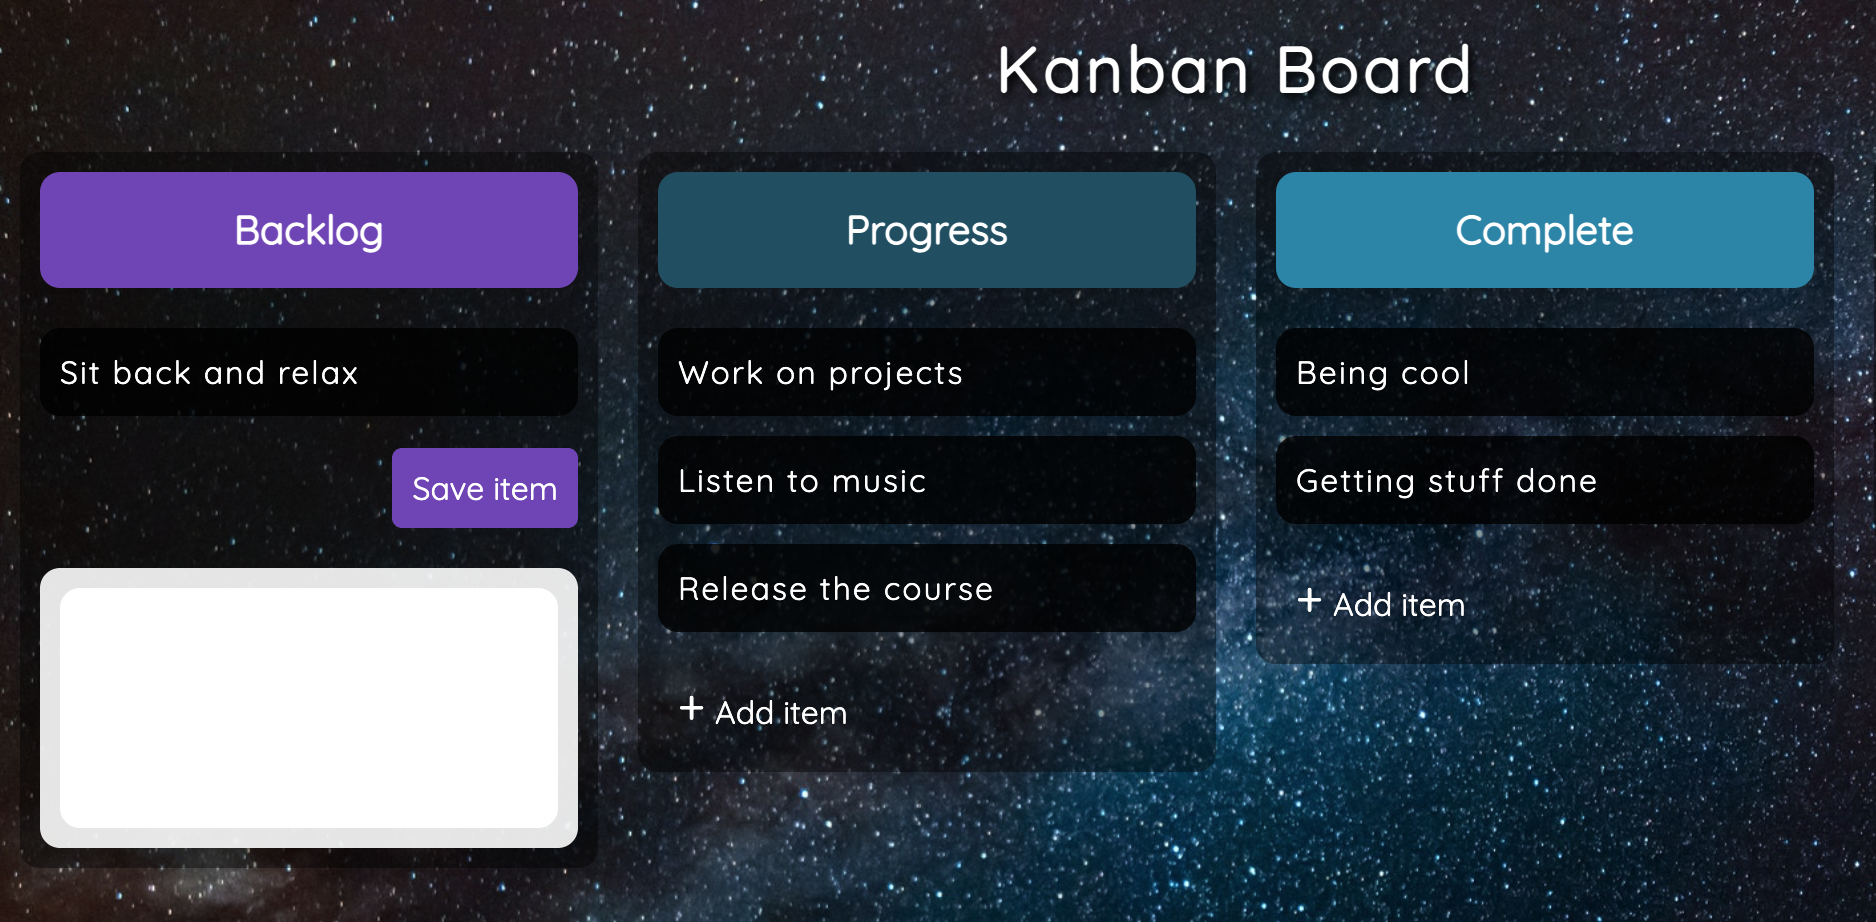 Kanban Board
Backlog
Sit back and relax
Save item
Progress
Work on projects
Listen to music
Release the course
+ Add item
Complete
Being cool
Getting stuff done
+ Add item